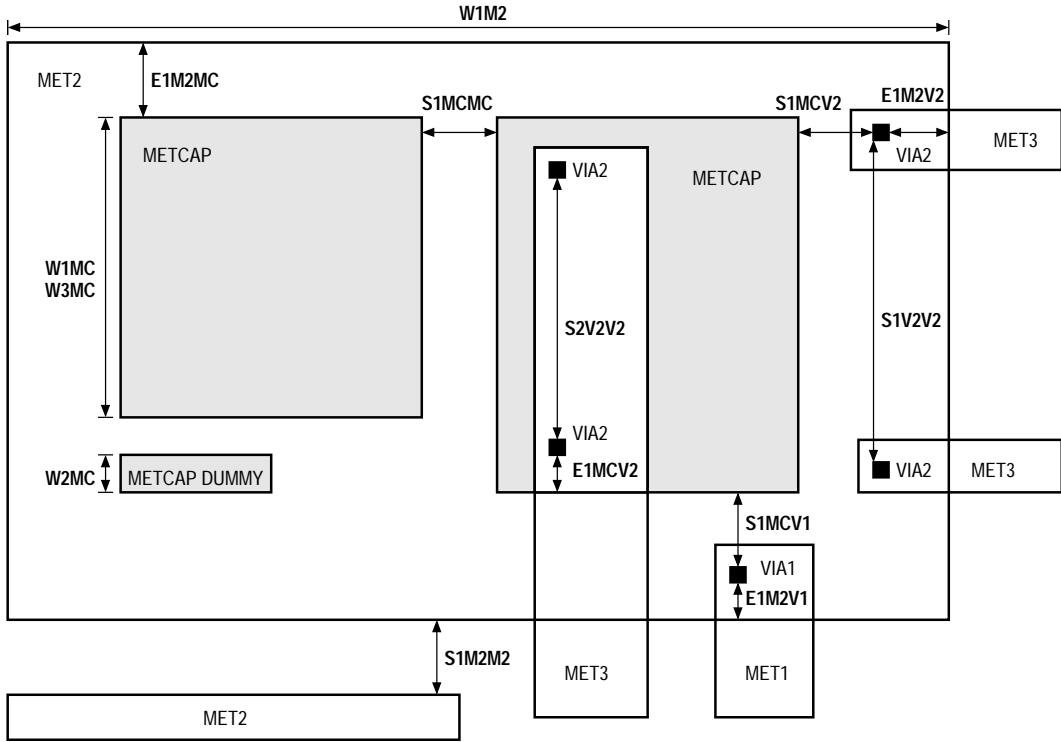 W1M2
MET2
E1M2MC
S1MCMC
S1MCV2
E1M2V2
METCAP
VIA2
METCAP
VIA2
MET3
W1MC
W3MC
S2V2V2
S1V2V2
VIA2
W2MC
METCAP DUMMY
E1MCV2
VIA2
MET3
S1MCV1
VIA1
E1M2V1
S1M2M2
MET3
MET1
MET2